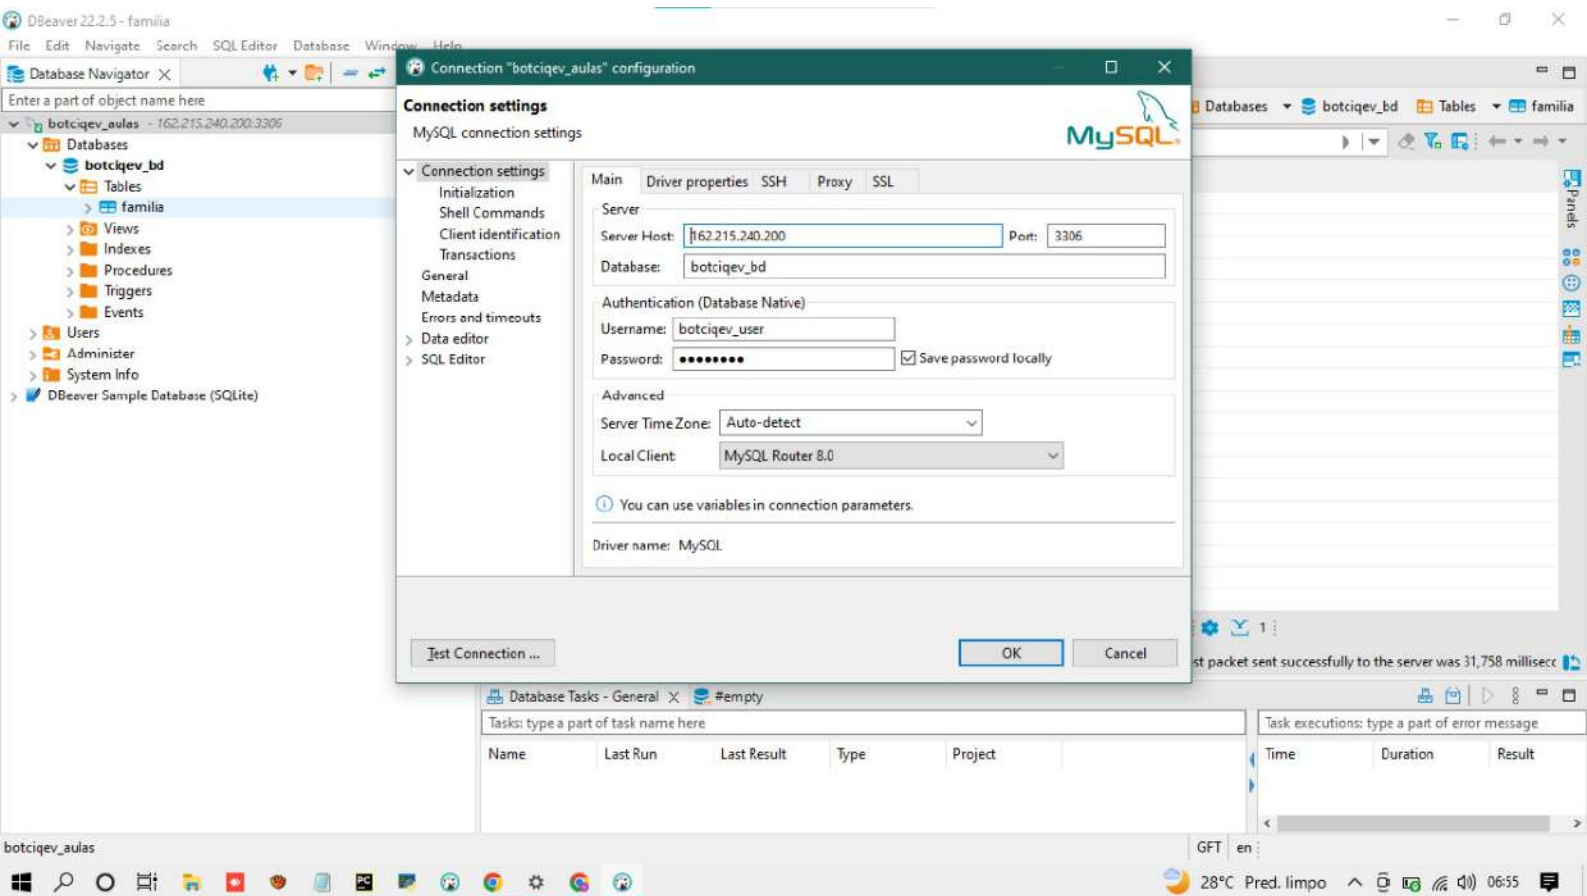 DBeaver 22.2.5 - familia
File Edit Navigate Search SQL Editor Database Window Help
Database Navigator
Enter a part of object name here
botciqev_aulas - 162.215.240.200:3306
Databases
botciqev_bd
Tables
familia
Views
Indexes
Procedures
Triggers
Events
Users
Administer
System Info
DBeaver Sample Database (SQLite)
Connection "botciqev_aulas" configuration
Connection settings
MySQL connection settings
MySQL
Connection settings
Initialization
Shell Commands
Client identification
Transactions
General
Metadata
Errors and timeouts
Data editor
SQL Editor
Main Driver properties SSH Proxy SSL
Server
Server Host: 162.215.240.200 Port: 3306
Database: botciqev_bd
Authentication (Database Native)
Username: botciqev_user
Password: •••••••• Save password locally
Advanced
Server Time Zone: Auto-detect
Local Client: MySQL Router 8.0
You can use variables in connection parameters.
Driver name: MySQL
Test Connection ... OK Cancel
Databases botciqev_bd Tables familia
Panels
1
st packet sent successfully to the server was 31,758 millisecc
Database Tasks - General #empty
Tasks: type a part of task name here
Name Last Run Last Result Type Project
Task executions: type a part of error message
Time Duration Result
botciqev_aulas
GFT en
PC
28°C Pred. limpo 06:55